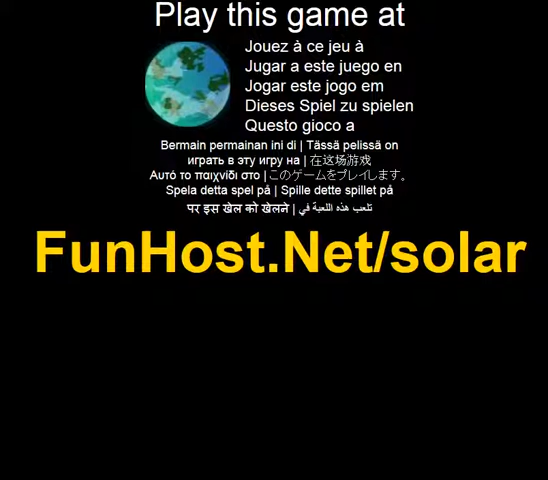 Play this game at
Jouez à ce jeu à
Jugar a este juego en
Jogar este jogo em
Dieses Spiel zu spielen
Questo gioco a
Bermain permainan ini di | Tässä pelissä on
играть в эту игру на | 在这场游戏
Αυτό το παιχνίδι στο | このゲームをプレイします。
Spela detta spel på | Spille dette spillet på
पर इस खेल को खेलने | تلعب هذه اللعبة في
FunHost.Net/solar